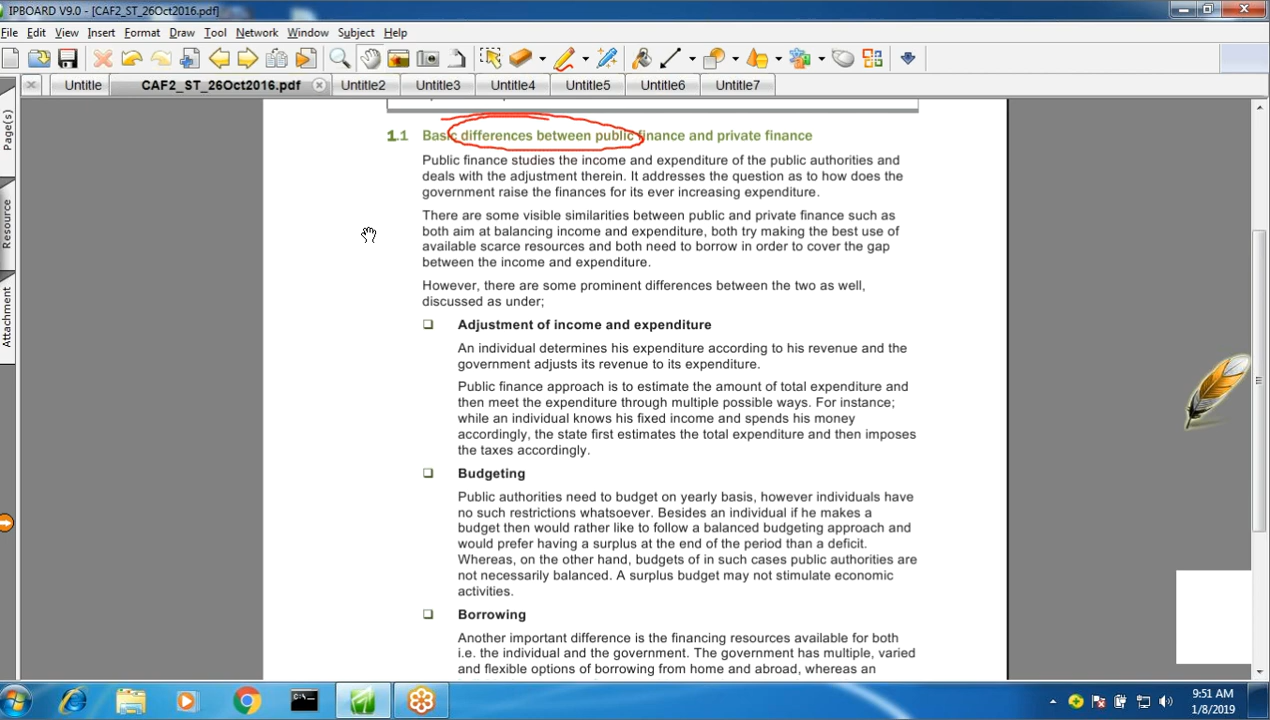 IPBOARD V9.0 - [CAF2_ST_26Oct2016.pdf]
File Edit View Insert Format Draw Tool Network Window Subject Help
Untitle CAF2_ST_26Oct2016.pdf Untitle2 Untitle3 Untitle4 Untitle5 Untitle6 Untitle7
Page(s)
Resource
Attachment
1.1 Basic differences between public finance and private finance
Public finance studies the income and expenditure of the public authorities and
deals with the adjustment therein. It addresses the question as to how does the
government raise the finances for its ever increasing expenditure.
There are some visible similarities between public and private finance such as
both aim at balancing income and expenditure, both try making the best use of
available scarce resources and both need to borrow in order to cover the gap
between the income and expenditure.
However, there are some prominent differences between the two as well,
discussed as under;
Adjustment of income and expenditure
An individual determines his expenditure according to his revenue and the
government adjusts its revenue to its expenditure.
Public finance approach is to estimate the amount of total expenditure and
then meet the expenditure through multiple possible ways. For instance;
while an individual knows his fixed income and spends his money
accordingly, the state first estimates the total expenditure and then imposes
the taxes accordingly.
Budgeting
Public authorities need to budget on yearly basis, however individuals have
no such restrictions whatsoever. Besides an individual if he makes a
budget then would rather like to follow a balanced budgeting approach and
would prefer having a surplus at the end of the period than a deficit.
Whereas, on the other hand, budgets of in such cases public authorities are
not necessarily balanced. A surplus budget may not stimulate economic
activities.
Borrowing
Another important difference is the financing resources available for both
i.e. the individual and the government. The government has multiple, varied
and flexible options of borrowing from home and abroad, whereas an
9:51 AM
1/8/2019